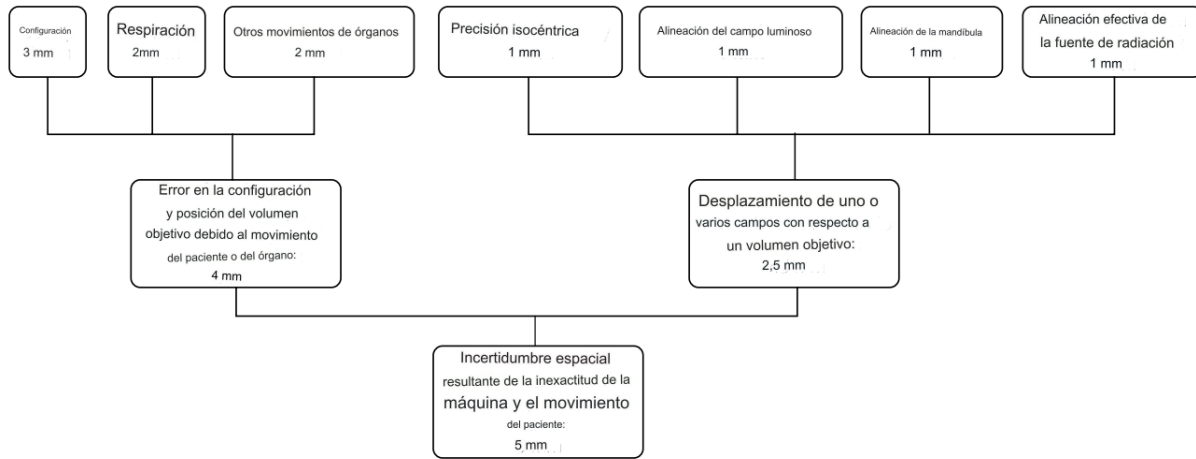 Configuración
3 mm
Respiración
2mm
Otros movimientos de órganos
2 mm
Precisión isocéntrica
1 mm
Alineación del campo luminoso
1 mm
Alineación de la mandíbula
1 mm
Alineación efectiva de
la fuente de radiación
1 mm
Error en la configuración
y posición del volumen
objetivo debido al movimiento
del paciente o del órgano:
4 mm
Desplazamiento de uno o
varios campos con respecto a
un volumen objetivo:
2,5 mm
Incertidumbre espacial
resultante de la inexactitud de la
máquina y el movimiento
del paciente:
5 mm